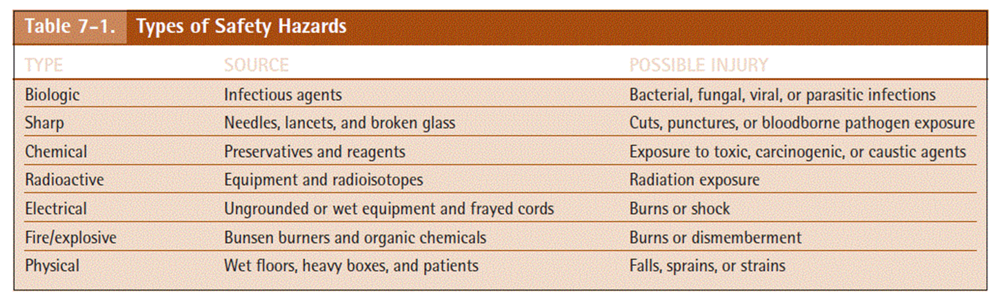 Table 7-1. Types of Safety Hazards
TYPE SOURCE POSSIBLE INJURY
Biologic Infectious agents Bacterial, fungal, viral, or parasitic infections
Sharp Needles, lancets, and broken glass Cuts, punctures, or bloodborne pathogen exposure
Chemical Preservatives and reagents Exposure to toxic, carcinogenic, or caustic agents
Radioactive Equipment and radioisotopes Radiation exposure
Electrical Ungrounded or wet equipment and frayed cords Burns or shock
Fire/explosive Bunsen burners and organic chemicals Burns or dismemberment
Physical Wet floors, heavy boxes, and patients Falls, sprains, or strains